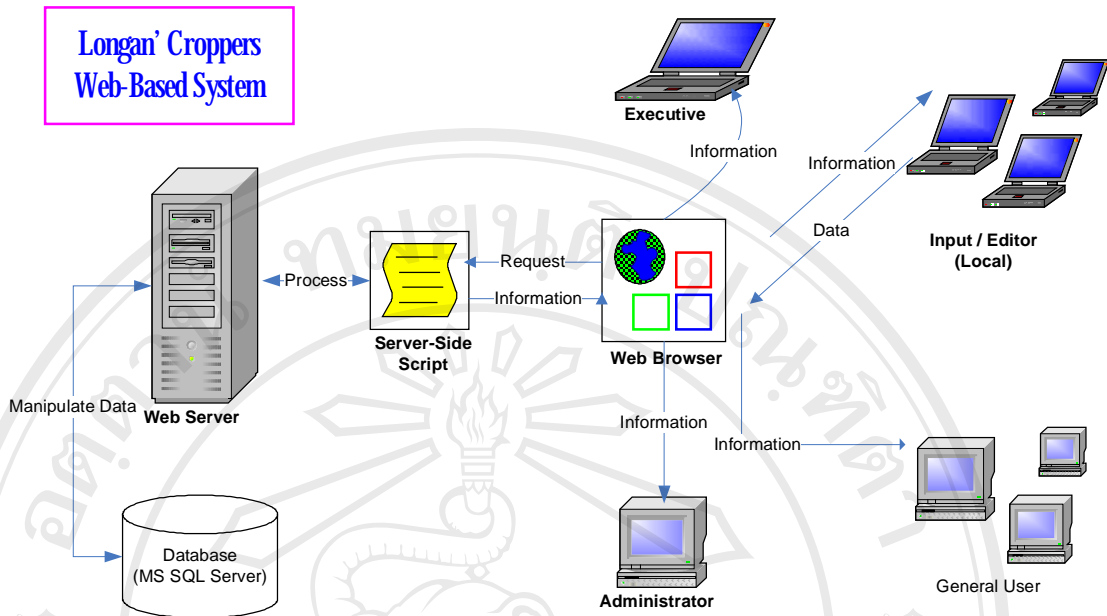 Longan' Croppers
Web-Based System
Executive
Information
Information
Data
Input / Editor
(Local)
Request
Process
Information
Server-Side
Script
Web Browser
Manipulate Data
Web Server
Information
Information
Database
(MS SQL Server)
Administrator
General User